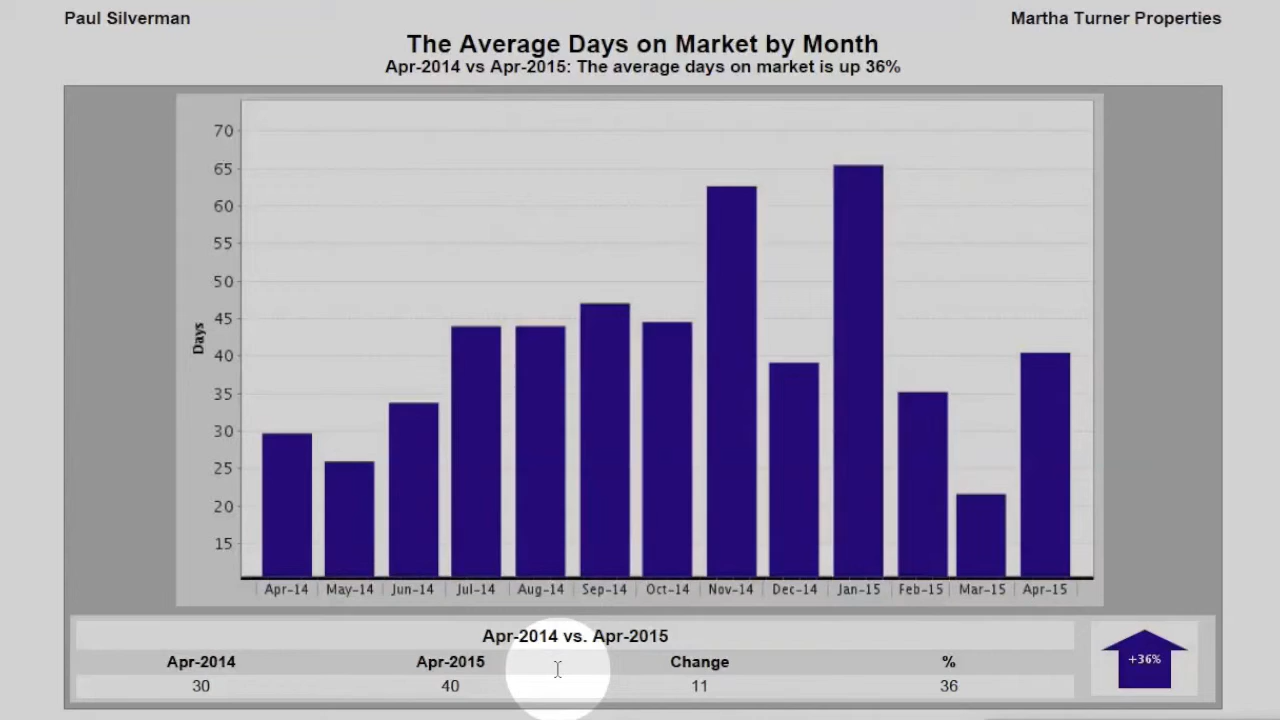 Paul Silverman
Martha Turner Properties
The Average Days on Market by Month
Apr-2014 vs Apr-2015: The average days on market is up 36%
70
65
60
55
50
45
40
35
30
25
20
15
Days
Apr-14 May-14 Jun-14 Jul-14 Aug-14 Sep-14 Oct-14 Nov-14 Dec-14 Jan-15 Feb-15 Mar-15 Apr-15
Apr-2014 vs. Apr-2015
Apr-2014 Apr-2015 Change %
30 40 11 36
+36%